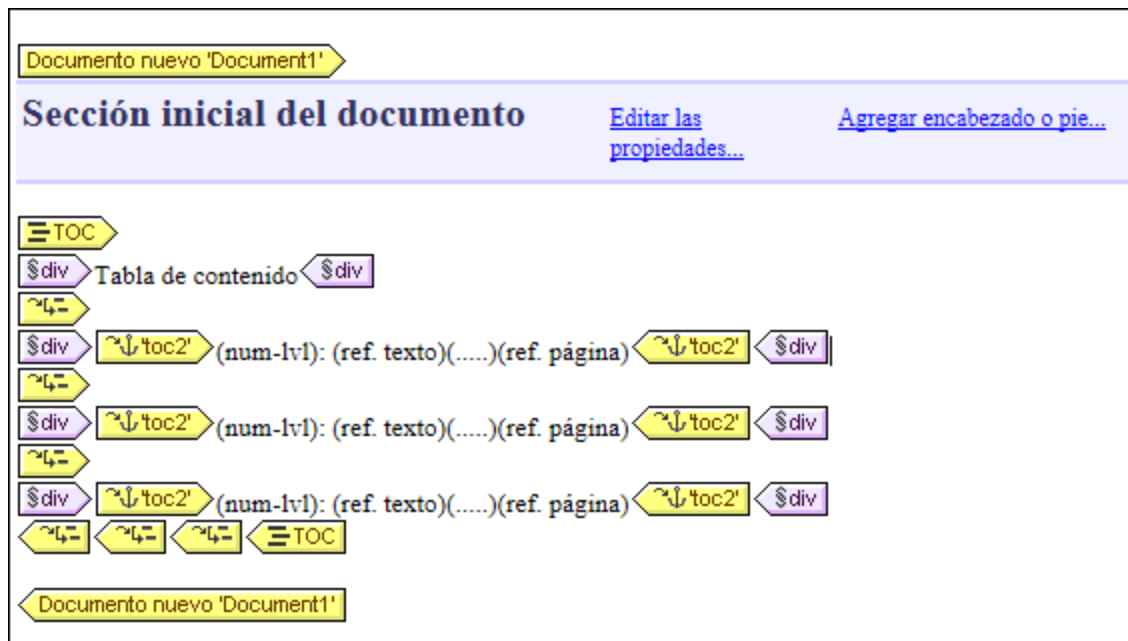 Documento nuevo 'Document1'
Sección inicial del documento Editar las propiedades... Agregar encabezado o pie...
TOC
§div Tabla de contenido §div
§div 'toc2' (num-lvl): (ref. texto)(.....)(ref. página) 'toc2' §div
§div 'toc2' (num-lvl): (ref. texto)(.....)(ref. página) 'toc2' §div
§div 'toc2' (num-lvl): (ref. texto)(.....)(ref. página) 'toc2' §div
TOC
Documento nuevo 'Document1'